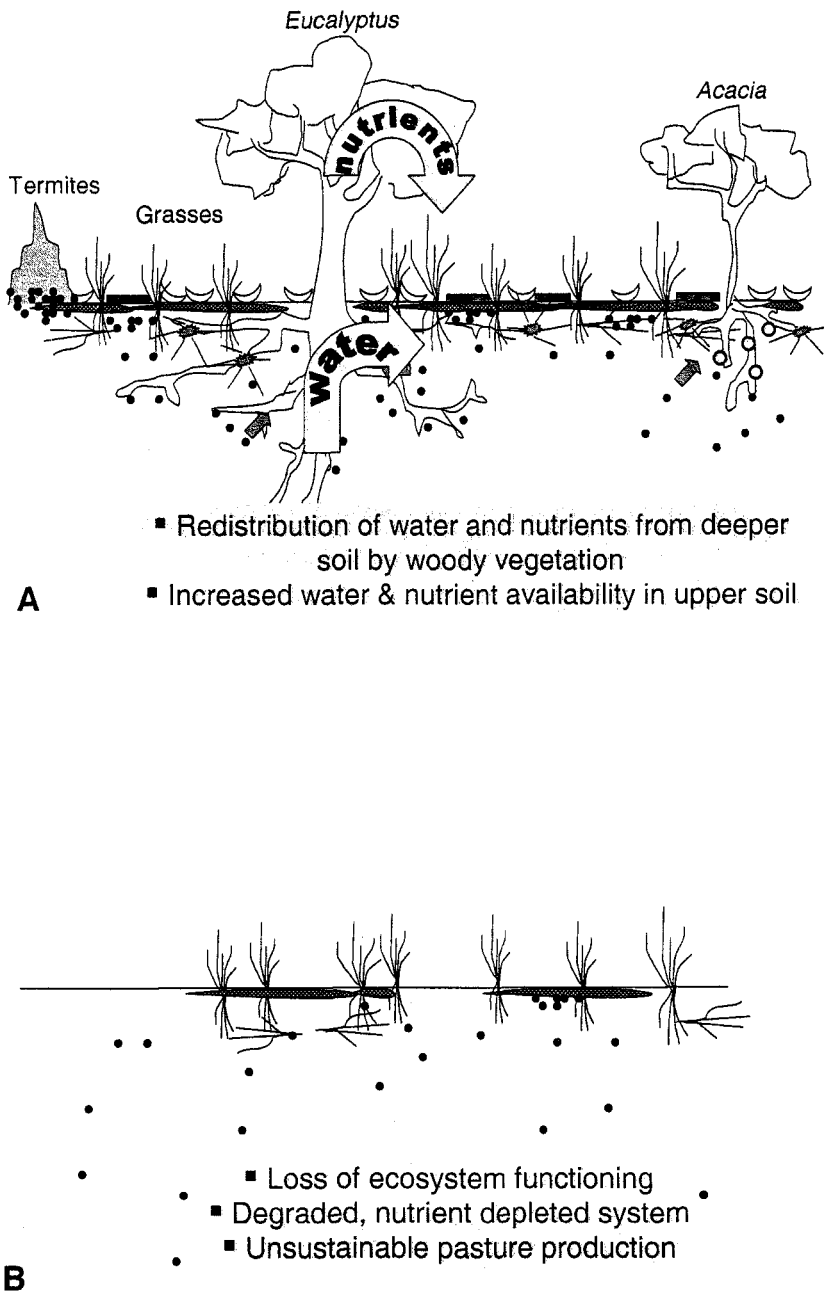 Eucalyptus
Acacia
nutrients
Termites
Grasses
water
▪ Redistribution of water and nutrients from deeper
soil by woody vegetation
A
▪ Increased water & nutrient availability in upper soil
▪ Loss of ecosystem functioning
▪ Degraded, nutrient depleted system
▪ Unsustainable pasture production
B